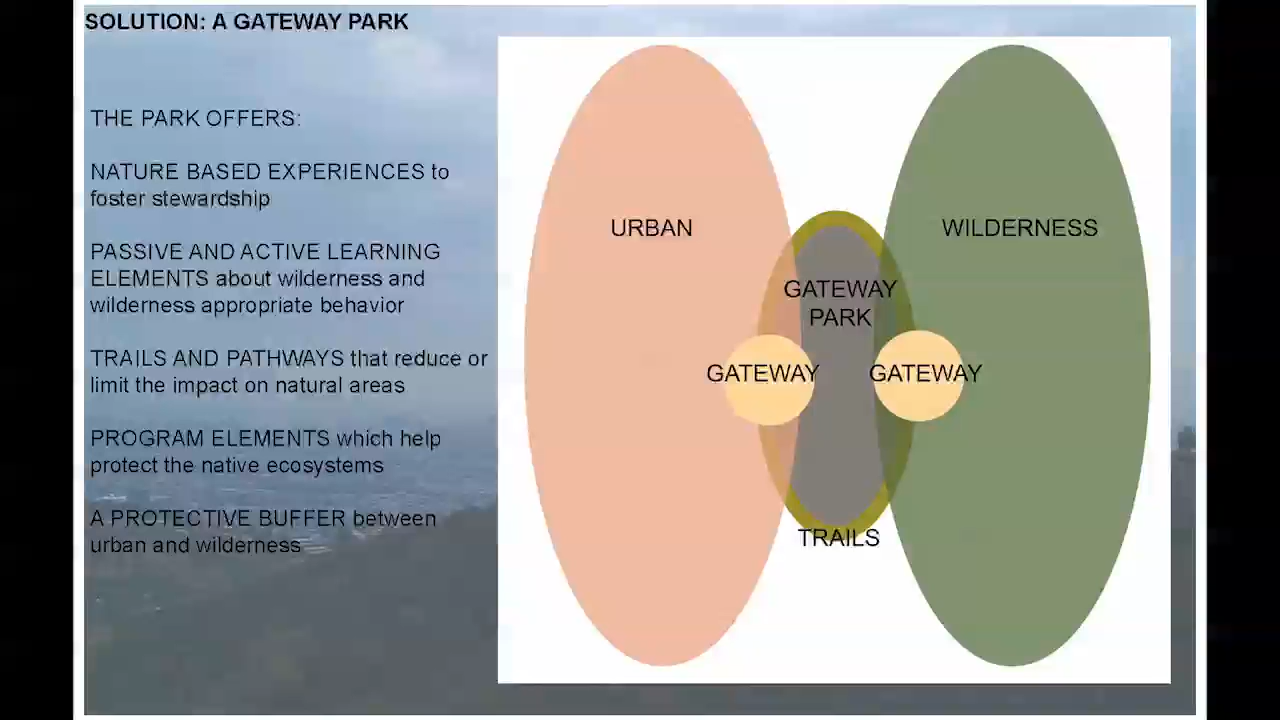 SOLUTION: A GATEWAY PARK
THE PARK OFFERS:
NATURE BASED EXPERIENCES to
foster stewardship
PASSIVE AND ACTIVE LEARNING
ELEMENTS about wilderness and
wilderness appropriate behavior
TRAILS AND PATHWAYS that reduce or
limit the impact on natural areas
PROGRAM ELEMENTS which help
protect the native ecosystems
A PROTECTIVE BUFFER between
urban and wilderness
URBAN
WILDERNESS
GATEWAY
PARK
GATEWAY
GATEWAY
TRAILS